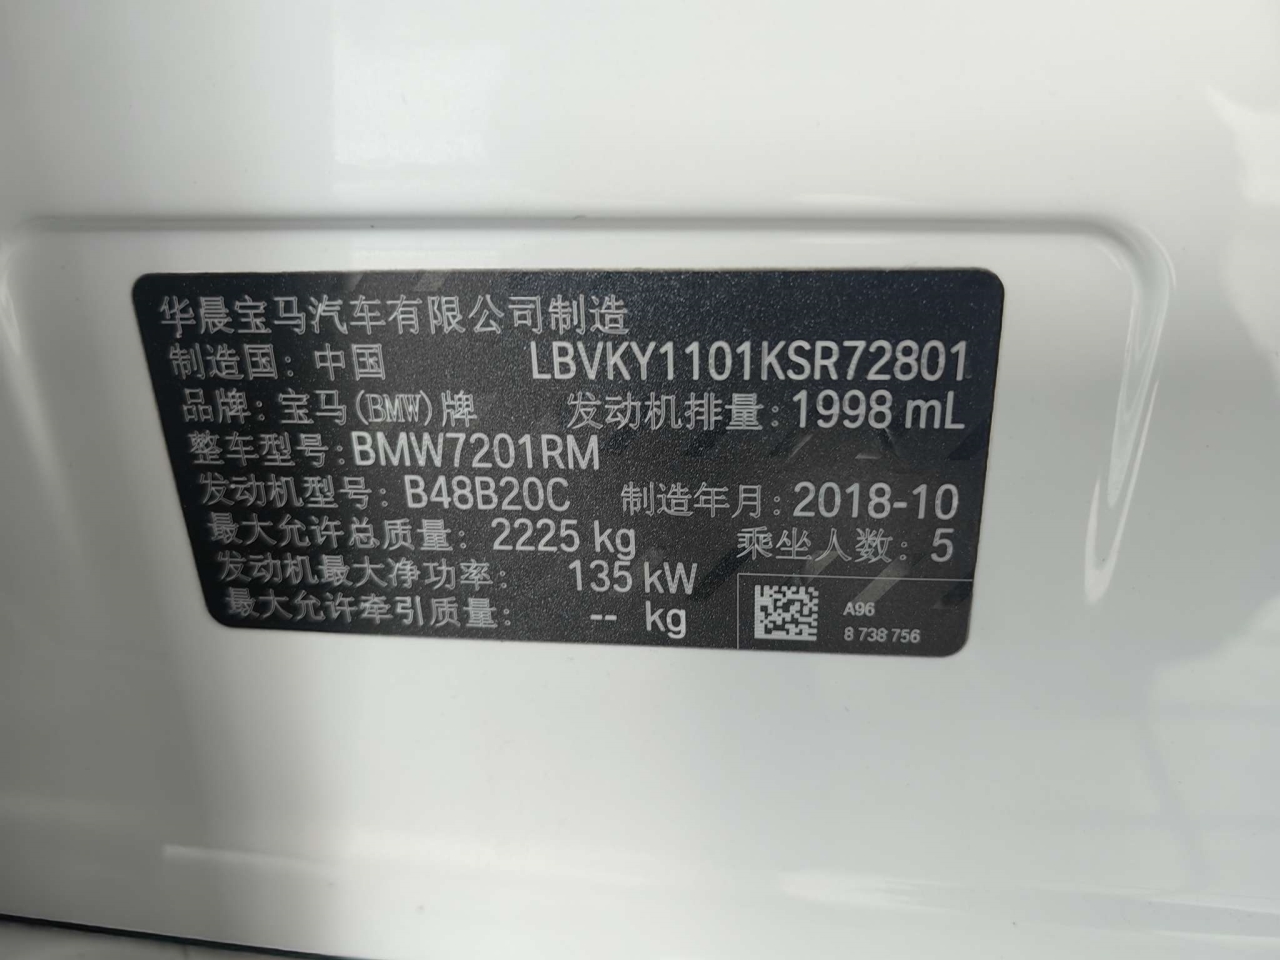 华晨宝马汽车有限公司制造
制造国：中国 LBVKY1101KSR72801
品牌：宝马(BMW)牌 发动机排量：1998 mL
整车型号：BMW7201RM
发动机型号：B48B20C 制造年月：2018-10
最大允许总质量：2225 kg 乘坐人数：5
发动机最大净功率：135 kW
最大允许牵引质量：-- kg
A96
8 738 756